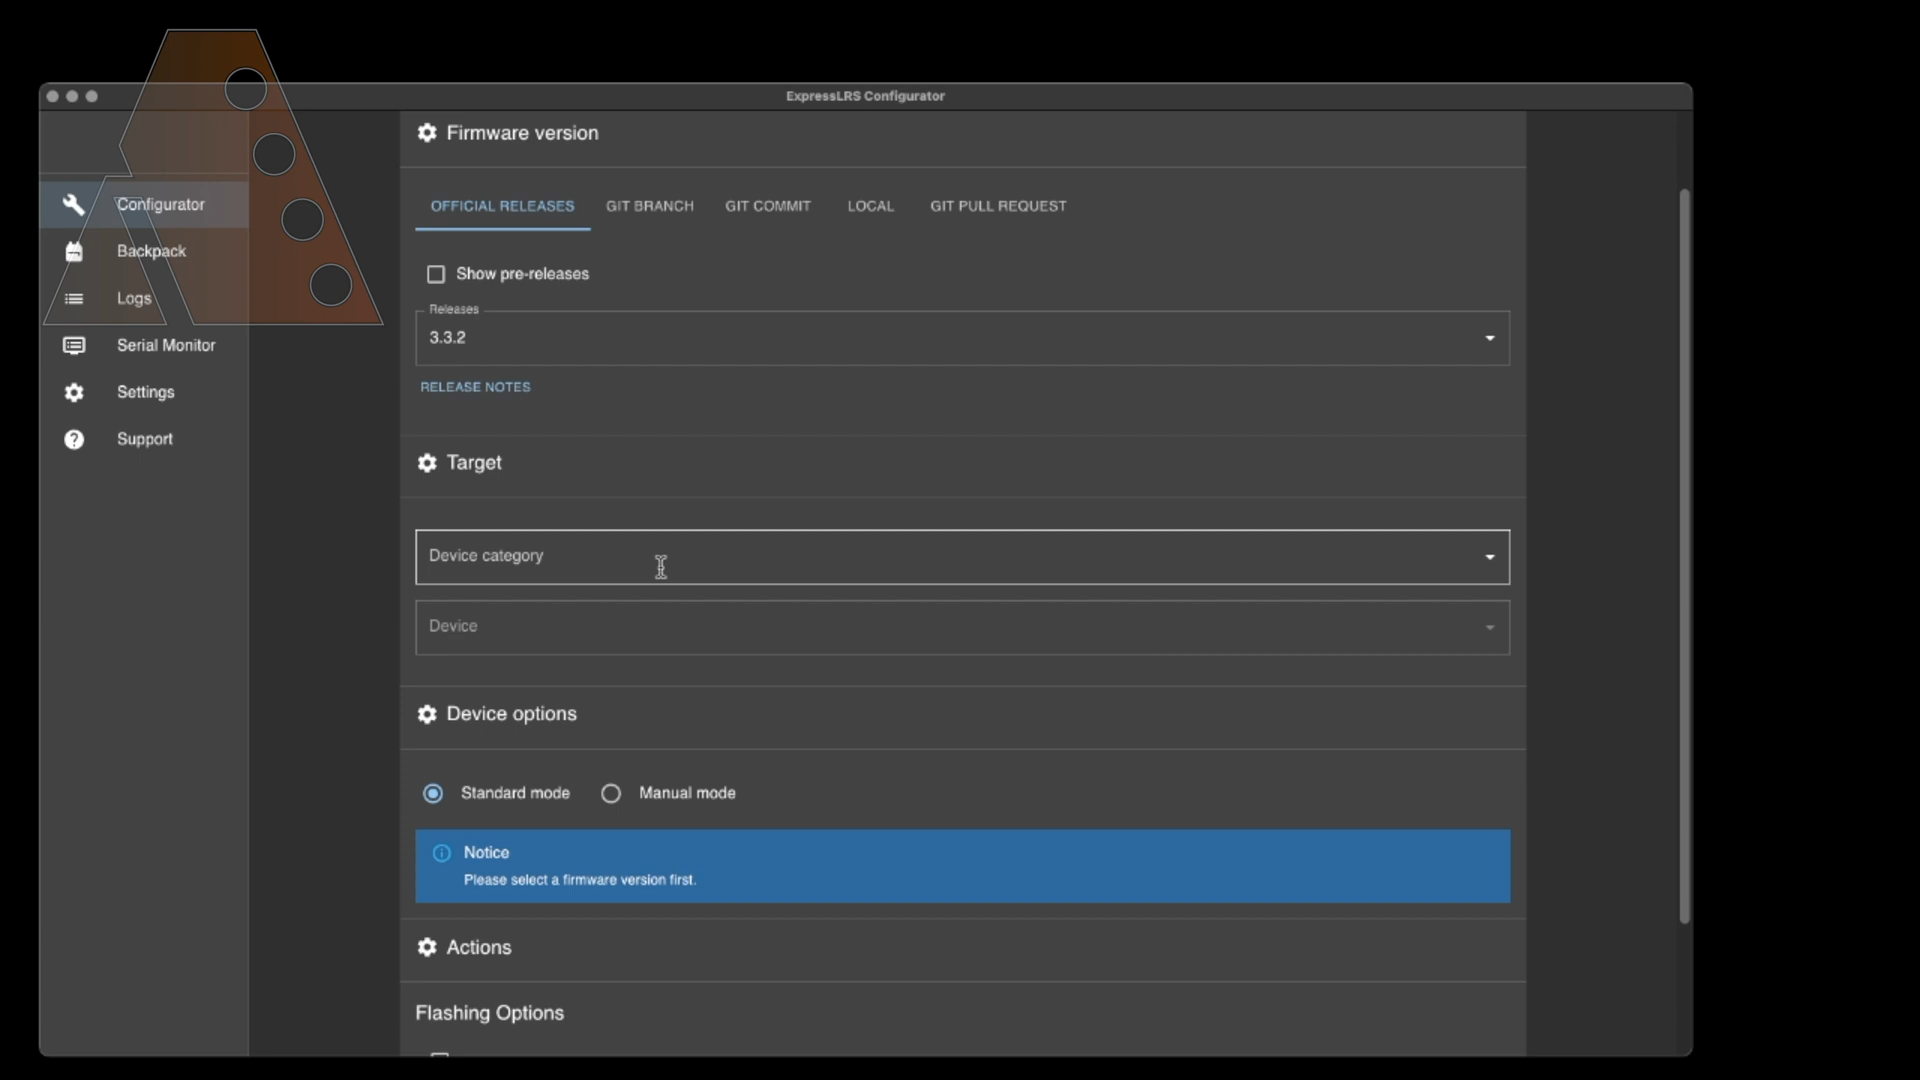 ExpressLRS Configurator
Configurator
Backpack
Logs
Serial Monitor
Settings
Support
Firmware version
OFFICIAL RELEASES GIT BRANCH GIT COMMIT LOCAL GIT PULL REQUEST
Show pre-releases
Releases
3.3.2
RELEASE NOTES
Target
Device category
Device
Device options
Standard mode Manual mode
Notice
Please select a firmware version first.
Actions
Flashing Options